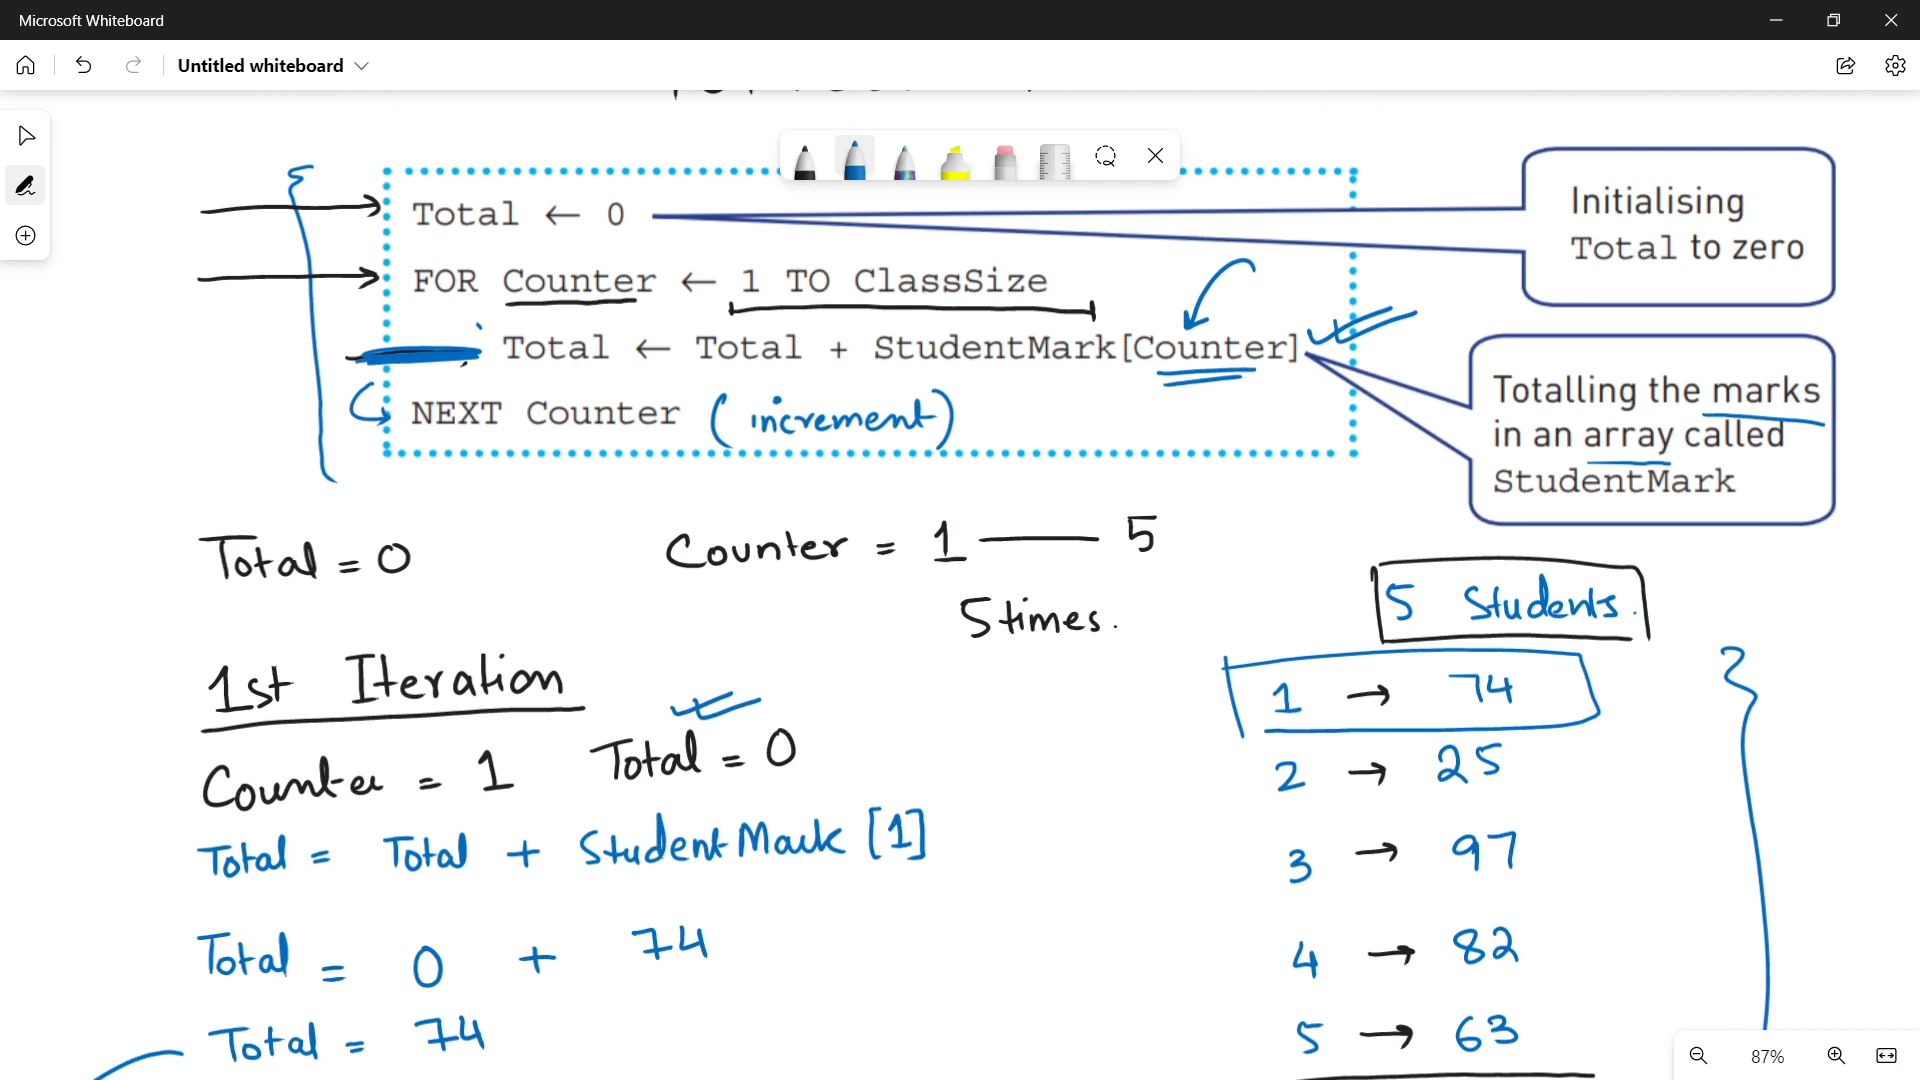 Microsoft Whiteboard
Untitled whiteboard
Total ← 0
FOR Counter ← 1 TO ClassSize
Total ← Total + StudentMark[Counter]
NEXT Counter (increment)
Initialising
Total to zero
Totalling the marks
in an array called
StudentMark
Total = 0
Counter = 1 — 5
5 times.
5 Students.
1st Iteration
Counter = 1 Total = 0
Total = Total + StudentMark [1]
Total = 0 + 74
Total = 74
1 → 74
2 → 25
3 → 97
4 → 82
5 → 63
87%